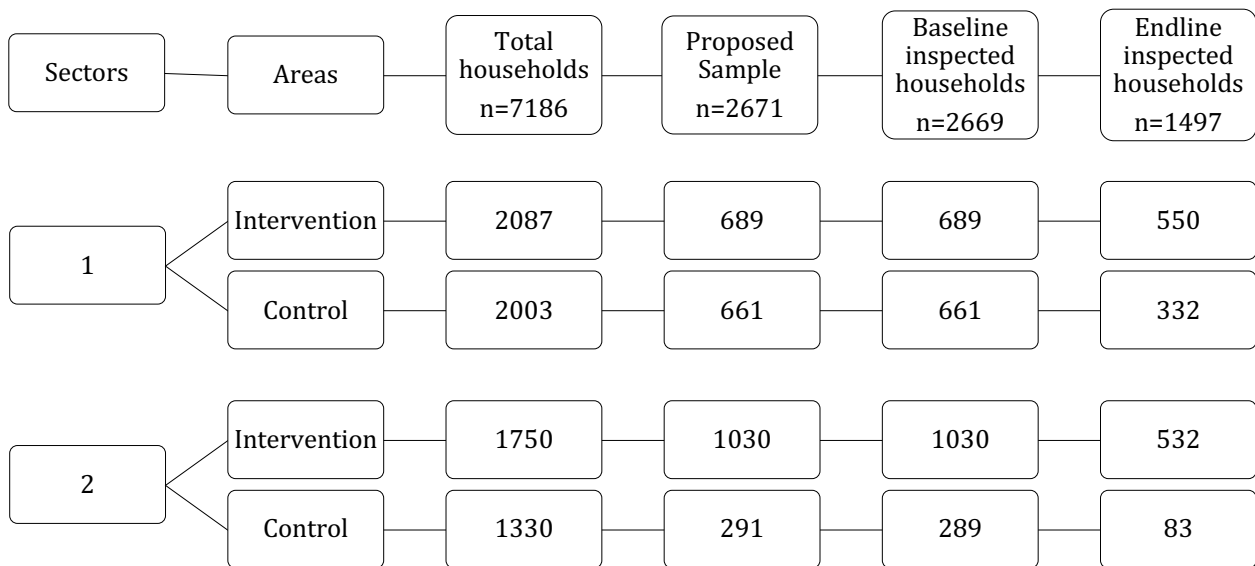 Sectors
Areas
Total
households
n=7186
Proposed
Sample
n=2671
Baseline
inspected
households
n=2669
Endline
inspected
households
n=1497
1
Intervention
2087
689
689
550
Control
2003
661
661
332
2
Intervention
1750
1030
1030
532
Control
1330
291
289
83